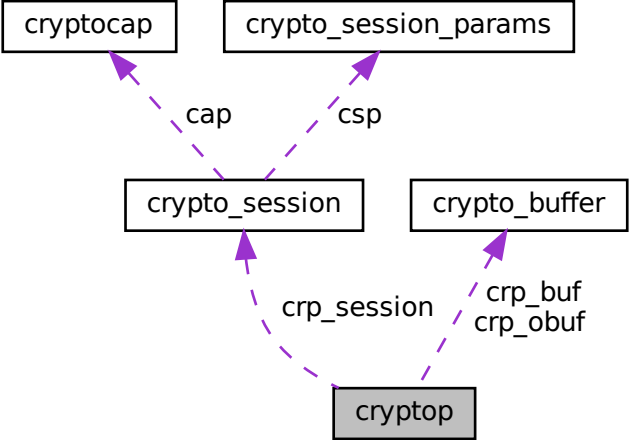 cryptocap
crypto_session_params
cap
csp
crypto_session
crypto_buffer
crp_session
crp_buf
crp_obuf
cryptop